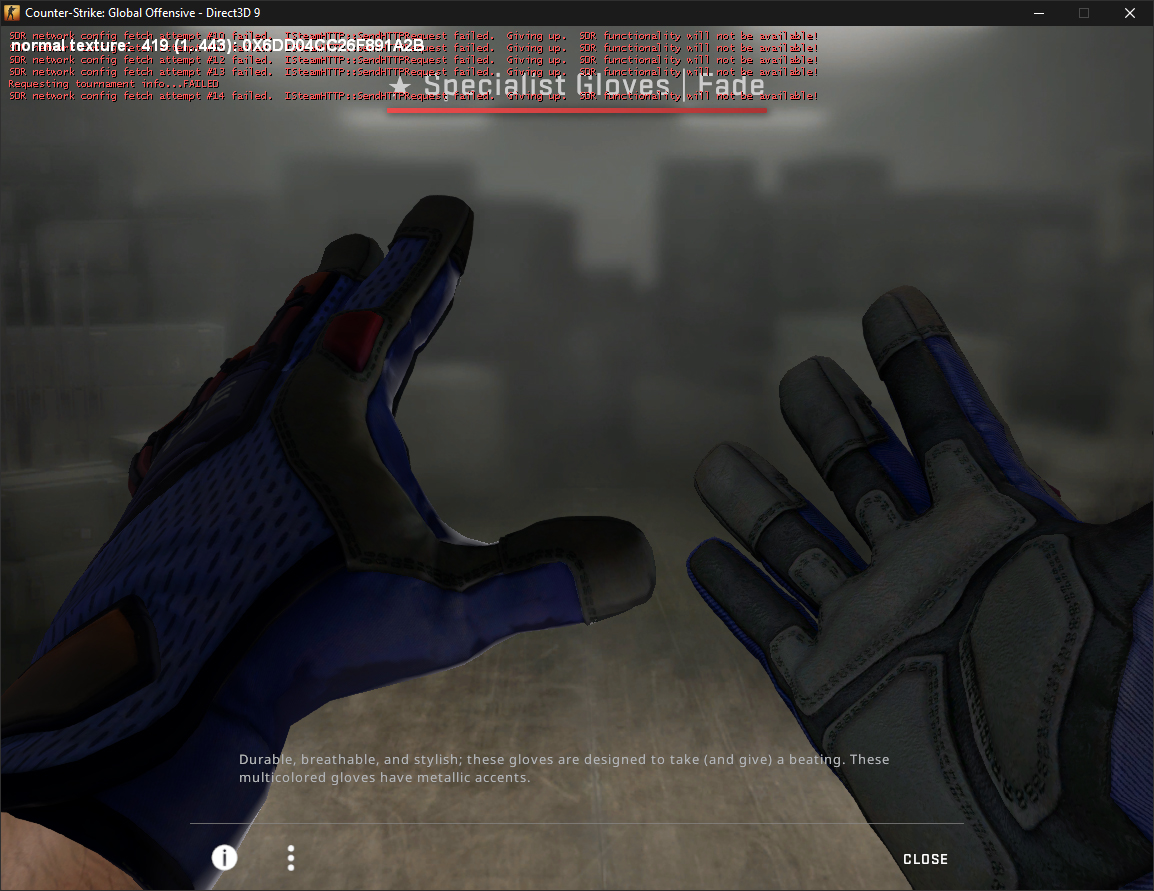 Counter-Strike: Global Offensive - Direct3D 9
SDR network config fetch attempt #10 failed. ISteamHTTP::SendHTTPRequest failed. Giving up. SDR functionality will not be available!
normal texture: 419 (1..443): 0X6DD04CC26F891A2B
SDR network config fetch attempt #12 failed. ISteamHTTP::SendHTTPRequest failed. Giving up. SDR functionality will not be available!
SDR network config fetch attempt #13 failed. ISteamHTTP::SendHTTPRequest failed. Giving up. SDR functionality will not be available!
Requesting tournament info...FAILED
★ Specialist Gloves | Fade
SDR network config fetch attempt #14 failed. ISteamHTTP::SendHTTPRequest failed. Giving up. SDR functionality will not be available!
Durable, breathable, and stylish; these gloves are designed to take (and give) a beating. These
multicolored gloves have metallic accents.
CLOSE